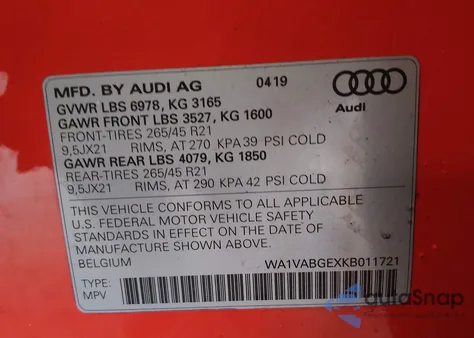 MFD. BY AUDI AG 04/19
GVWR LBS 6978, KG 3165
GAWR FRONT LBS 3527, KG 1600
FRONT-TIRES 265/45 R21
9,5JX21 RIMS, AT 270 KPA 39 PSI COLD
GAWR REAR LBS 4079, KG 1850
REAR-TIRES 265/45 R21
9,5JX21 RIMS, AT 290 KPA 42 PSI COLD
Audi
THIS VEHICLE CONFORMS TO ALL APPLICABLE
U.S. FEDERAL MOTOR VEHICLE SAFETY
STANDARDS IN EFFECT ON THE DATE OF
MANUFACTURE SHOWN ABOVE.
BELGIUM WA1VABGEXKB011721
TYPE:
MPV
AutoSnap